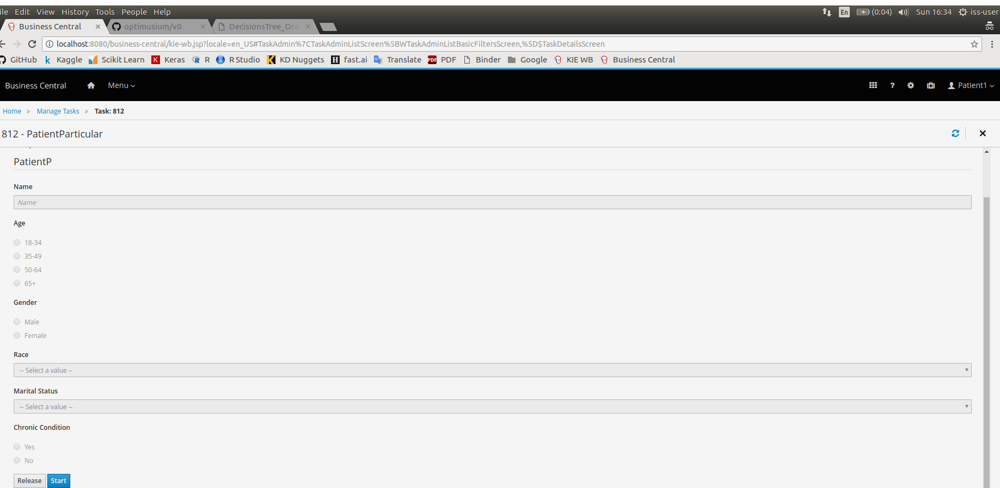 ile Edit View History Tools People Help En (0:04) Sun 16:34 iss-user
Business Central × optimusium/v0 × DecisionsTree_Ora ×
localhost:8080/business-central/kie-wb.jsp?locale=en_US#TaskAdmin%7CTaskAdminListScreen%5BWTaskAdminListBasicFiltersScreen,%5D$TaskDetailsScreen
GitHub k Kaggle Scikit Learn K Keras R R R RStudio K KD Nuggets H fast.ai Translate PDF PDF Binder Google KIE WB Business Central
Business Central Menu ? Patient1
Home » Manage Tasks » Task: 812
812 - PatientParticular
PatientP
Name
Name
Age
18-34
35-49
50-64
65+
Gender
Male
Female
Race
-- Select a value --
Marital Status
-- Select a value --
Chronic Condition
Yes
No
Release Start